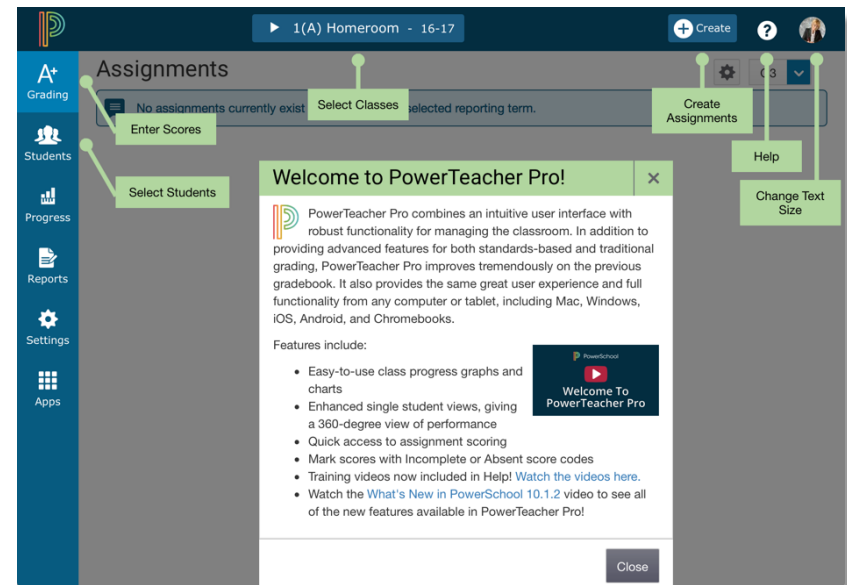 1(A) Homeroom - 16-17
Create
A+
Grading
Students
Progress
Reports
Settings
Apps
Assignments
No assignments currently exist
selected reporting term.
3
Enter Scores
Select Students
Select Classes
Create
Assignments
Help
Change Text
Size
Welcome to PowerTeacher Pro!
PowerTeacher Pro combines an intuitive user interface with
robust functionality for managing the classroom. In addition to
providing advanced features for both standards-based and traditional
grading, PowerTeacher Pro improves tremendously on the previous
gradebook. It also provides the same great user experience and full
functionality from any computer or tablet, including Mac, Windows,
iOS, Android, and Chromebooks.
Features include:
• Easy-to-use class progress graphs and
charts
• Enhanced single student views, giving
a 360-degree view of performance
• Quick access to assignment scoring
• Mark scores with Incomplete or Absent score codes
• Training videos now included in Help! Watch the videos here.
• Watch the What's New in PowerSchool 10.1.2 video to see all
of the new features available in PowerTeacher Pro!
PowerSchool
Welcome To
PowerTeacher Pro
Close